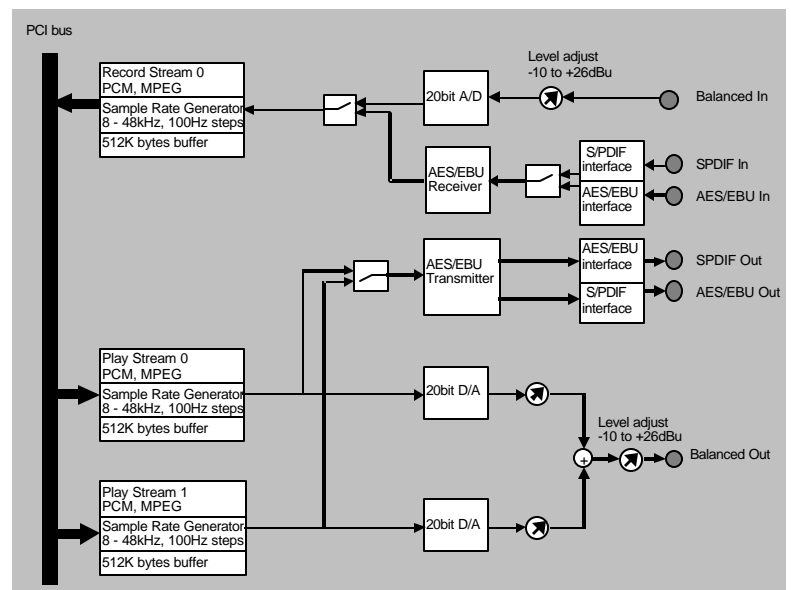 PCI bus
Record Stream 0
PCM, MPEG
Sample Rate Generator
8 - 48kHz, 100Hz steps
512K bytes buffer
20bit A/D
Level adjust
-10 to +26dBu
Balanced In
AES/EBU
Receiver
S/PDIF
interface
AES/EBU
interface
SPDIF In
AES/EBU In
AES/EBU
Transmitter
AES/EBU
interface
S/PDIF
interface
SPDIF Out
AES/EBU Out
Play Stream 0
PCM, MPEG
Sample Rate Generator
8 - 48kHz, 100Hz steps
512K bytes buffer
20bit D/A
Level adjust
-10 to +26dBu
+
Balanced Out
Play Stream 1
PCM, MPEG
Sample Rate Generator
8 - 48kHz, 100Hz steps
512K bytes buffer
20bit D/A